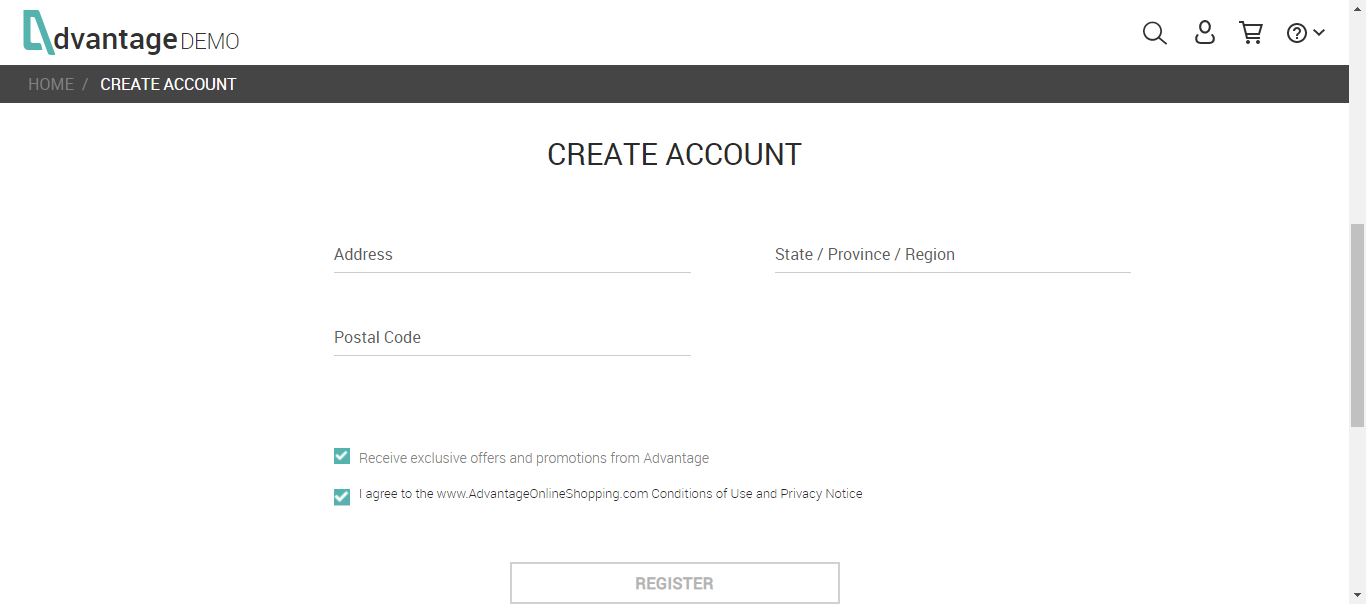 dvantage DEMO
HOME / CREATE ACCOUNT
CREATE ACCOUNT
Address
State / Province / Region
Postal Code
Receive exclusive offers and promotions from Advantage
I agree to the www.AdvantageOnlineShopping.com Conditions of Use and Privacy Notice
REGISTER